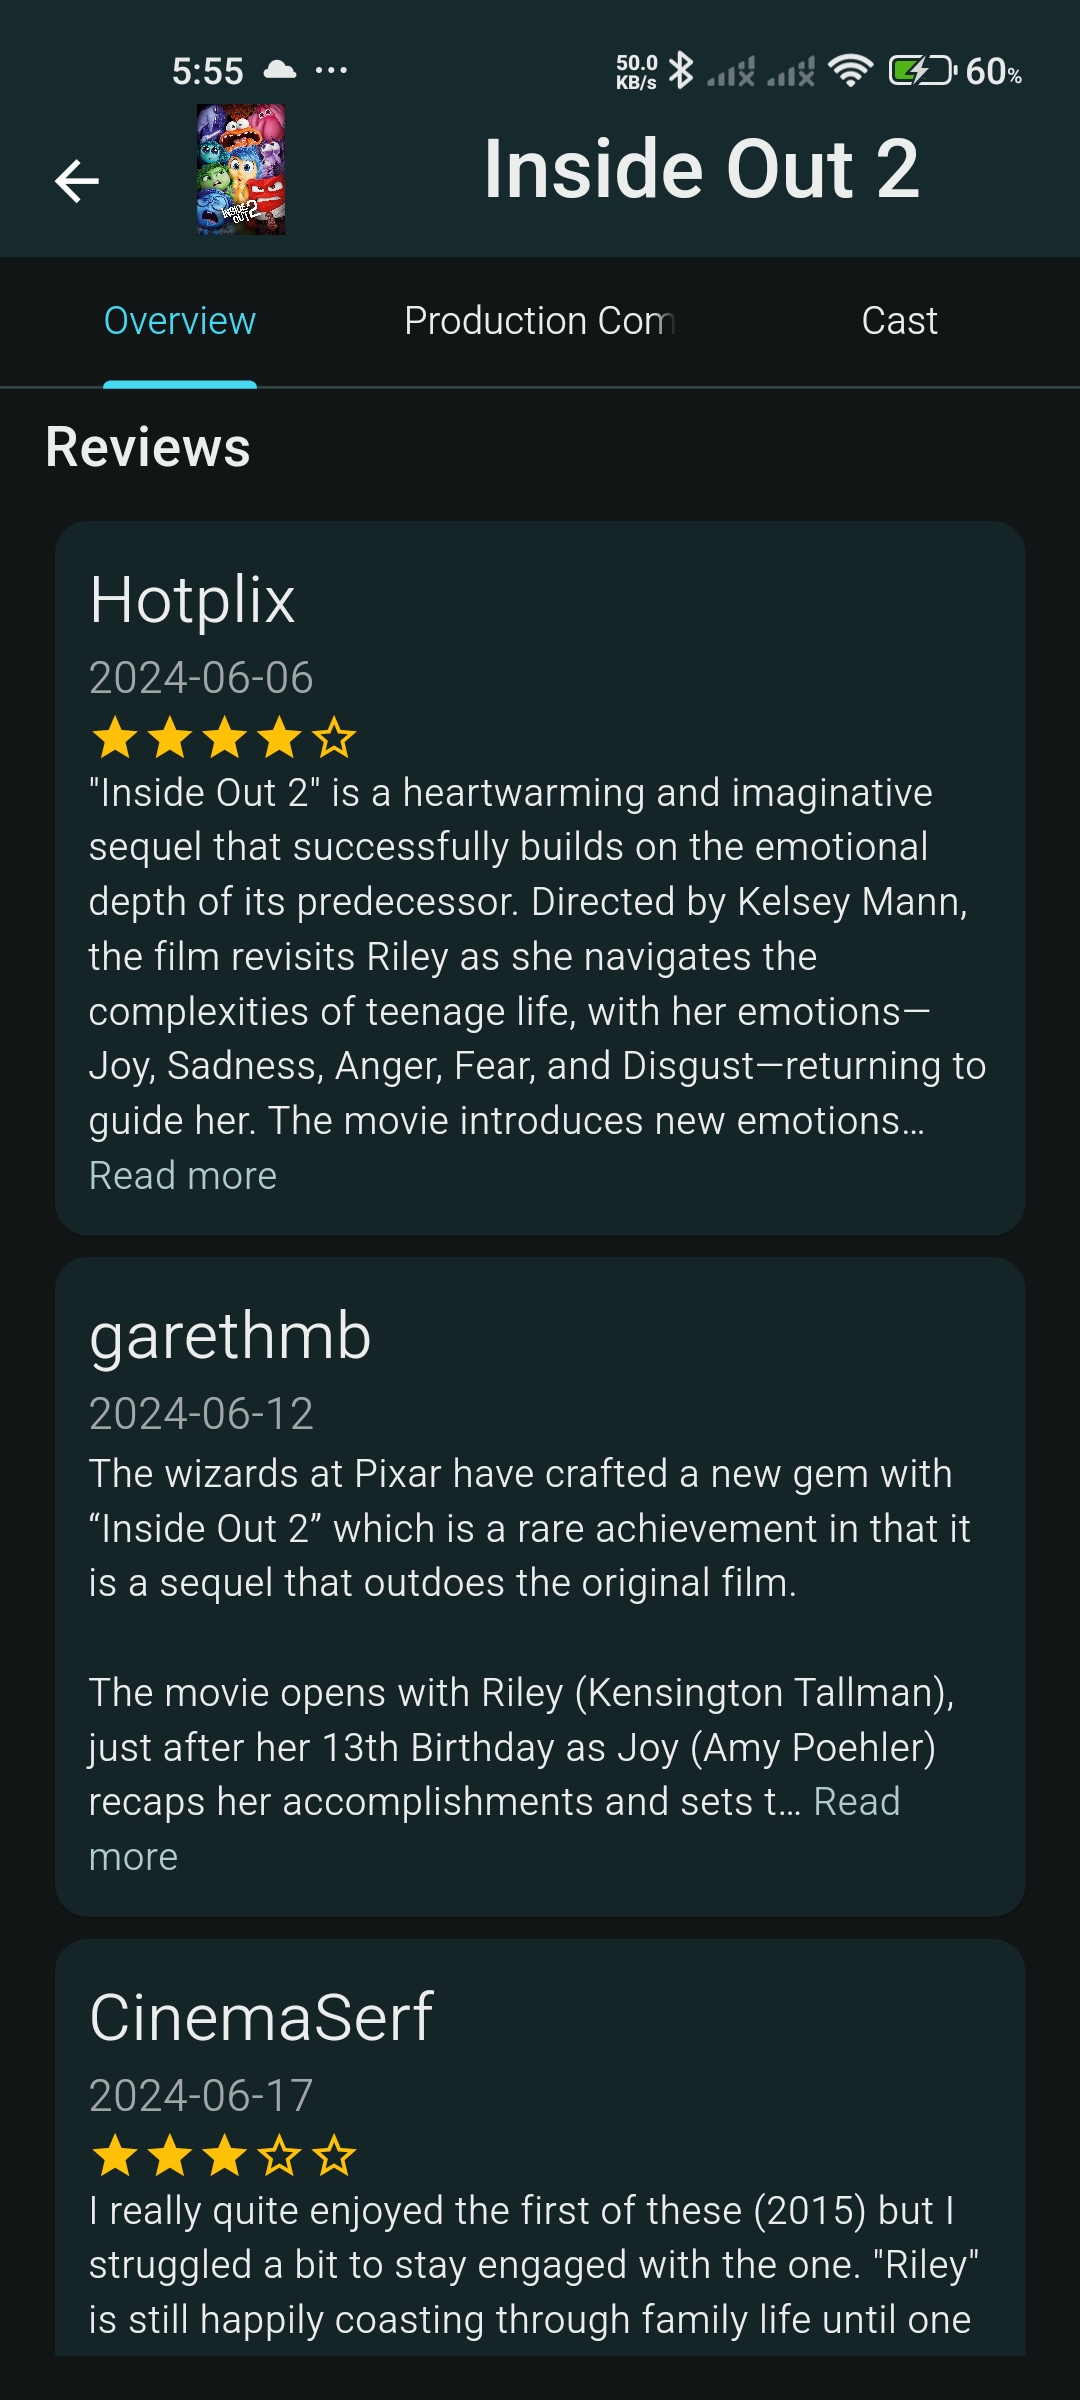 5:55
50.0
KB/s
60%
INSIDE
OUT 2
Inside Out 2
Overview
Production Com
Cast
Reviews
Hotplix
2024-06-06
"Inside Out 2" is a heartwarming and imaginative
sequel that successfully builds on the emotional
depth of its predecessor. Directed by Kelsey Mann,
the film revisits Riley as she navigates the
complexities of teenage life, with her emotions—
Joy, Sadness, Anger, Fear, and Disgust—returning to
guide her. The movie introduces new emotions…
Read more
garethmb
2024-06-12
The wizards at Pixar have crafted a new gem with
“Inside Out 2” which is a rare achievement in that it
is a sequel that outdoes the original film.
The movie opens with Riley (Kensington Tallman),
just after her 13th Birthday as Joy (Amy Poehler)
recaps her accomplishments and sets t… Read
more
CinemaSerf
2024-06-17
I really quite enjoyed the first of these (2015) but I
struggled a bit to stay engaged with the one. "Riley"
is still happily coasting through family life until one